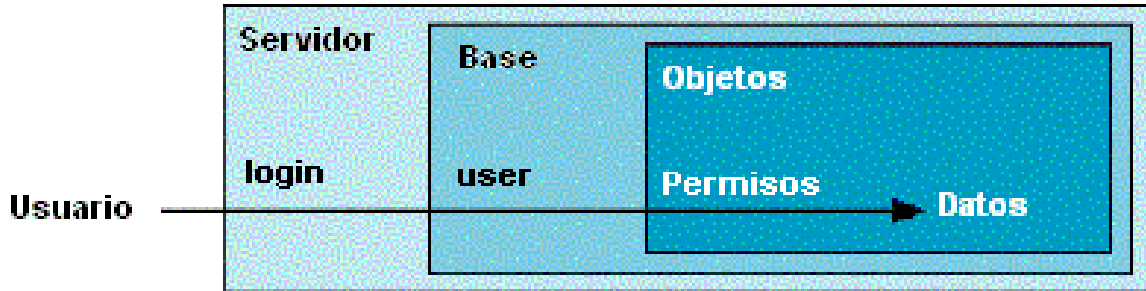 Servidor
Base
Objetos
login
user
Permisos
Usuario
Datos